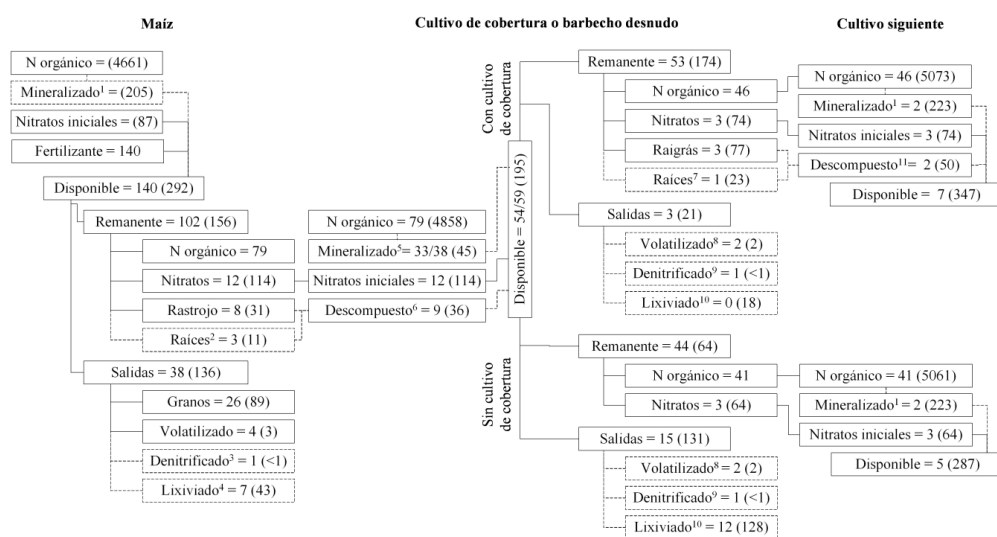 Maíz
N orgánico = (4661)
Mineralizado¹ = (205)
Nitratos iniciales = (87)
Fertilizante = 140
Disponible = 140 (292)
Remanente = 102 (156)
N orgánico = 79
Nitratos = 12 (114)
Rastrojo = 8 (31)
Raíces² = 3 (11)
Salidas = 38 (136)
Granos = 26 (89)
Volatilizado = 4 (3)
Denitrificado³ = 1 (<1)
Lixiviado⁴ = 7 (43)
Cultivo de cobertura o barbecho desnudo
N orgánico = 79 (4858)
Mineralizado⁵= 33/38 (45)
Nitratos iniciales = 12 (114)
Descompuesto⁶ = 9 (36)
Disponible = 54/59 (195)
Con cultivo
de cobertura
Remanente = 53 (174)
N orgánico = 46
Nitratos = 3 (74)
Raigrás = 3 (77)
Raíces⁷ = 1 (23)
Salidas = 3 (21)
Volatilizado⁸ = 2 (2)
Denitrificado⁹ = 1 (<1)
Lixiviado¹⁰ = 0 (18)
Sin cultivo
de cobertura
Remanente = 44 (64)
N orgánico = 41
Nitratos = 3 (64)
Salidas = 15 (131)
Volatilizado⁸ = 2 (2)
Denitrificado⁹ = 1 (<1)
Lixiviado¹⁰ = 12 (128)
Cultivo siguiente
N orgánico = 46 (5073)
Mineralizado¹ = 2 (223)
Nitratos iniciales = 3 (74)
Descompuesto¹¹= 2 (50)
Disponible = 7 (347)
N orgánico = 41 (5061)
Mineralizado¹ = 2 (223)
Nitratos iniciales = 3 (64)
Disponible = 5 (287)